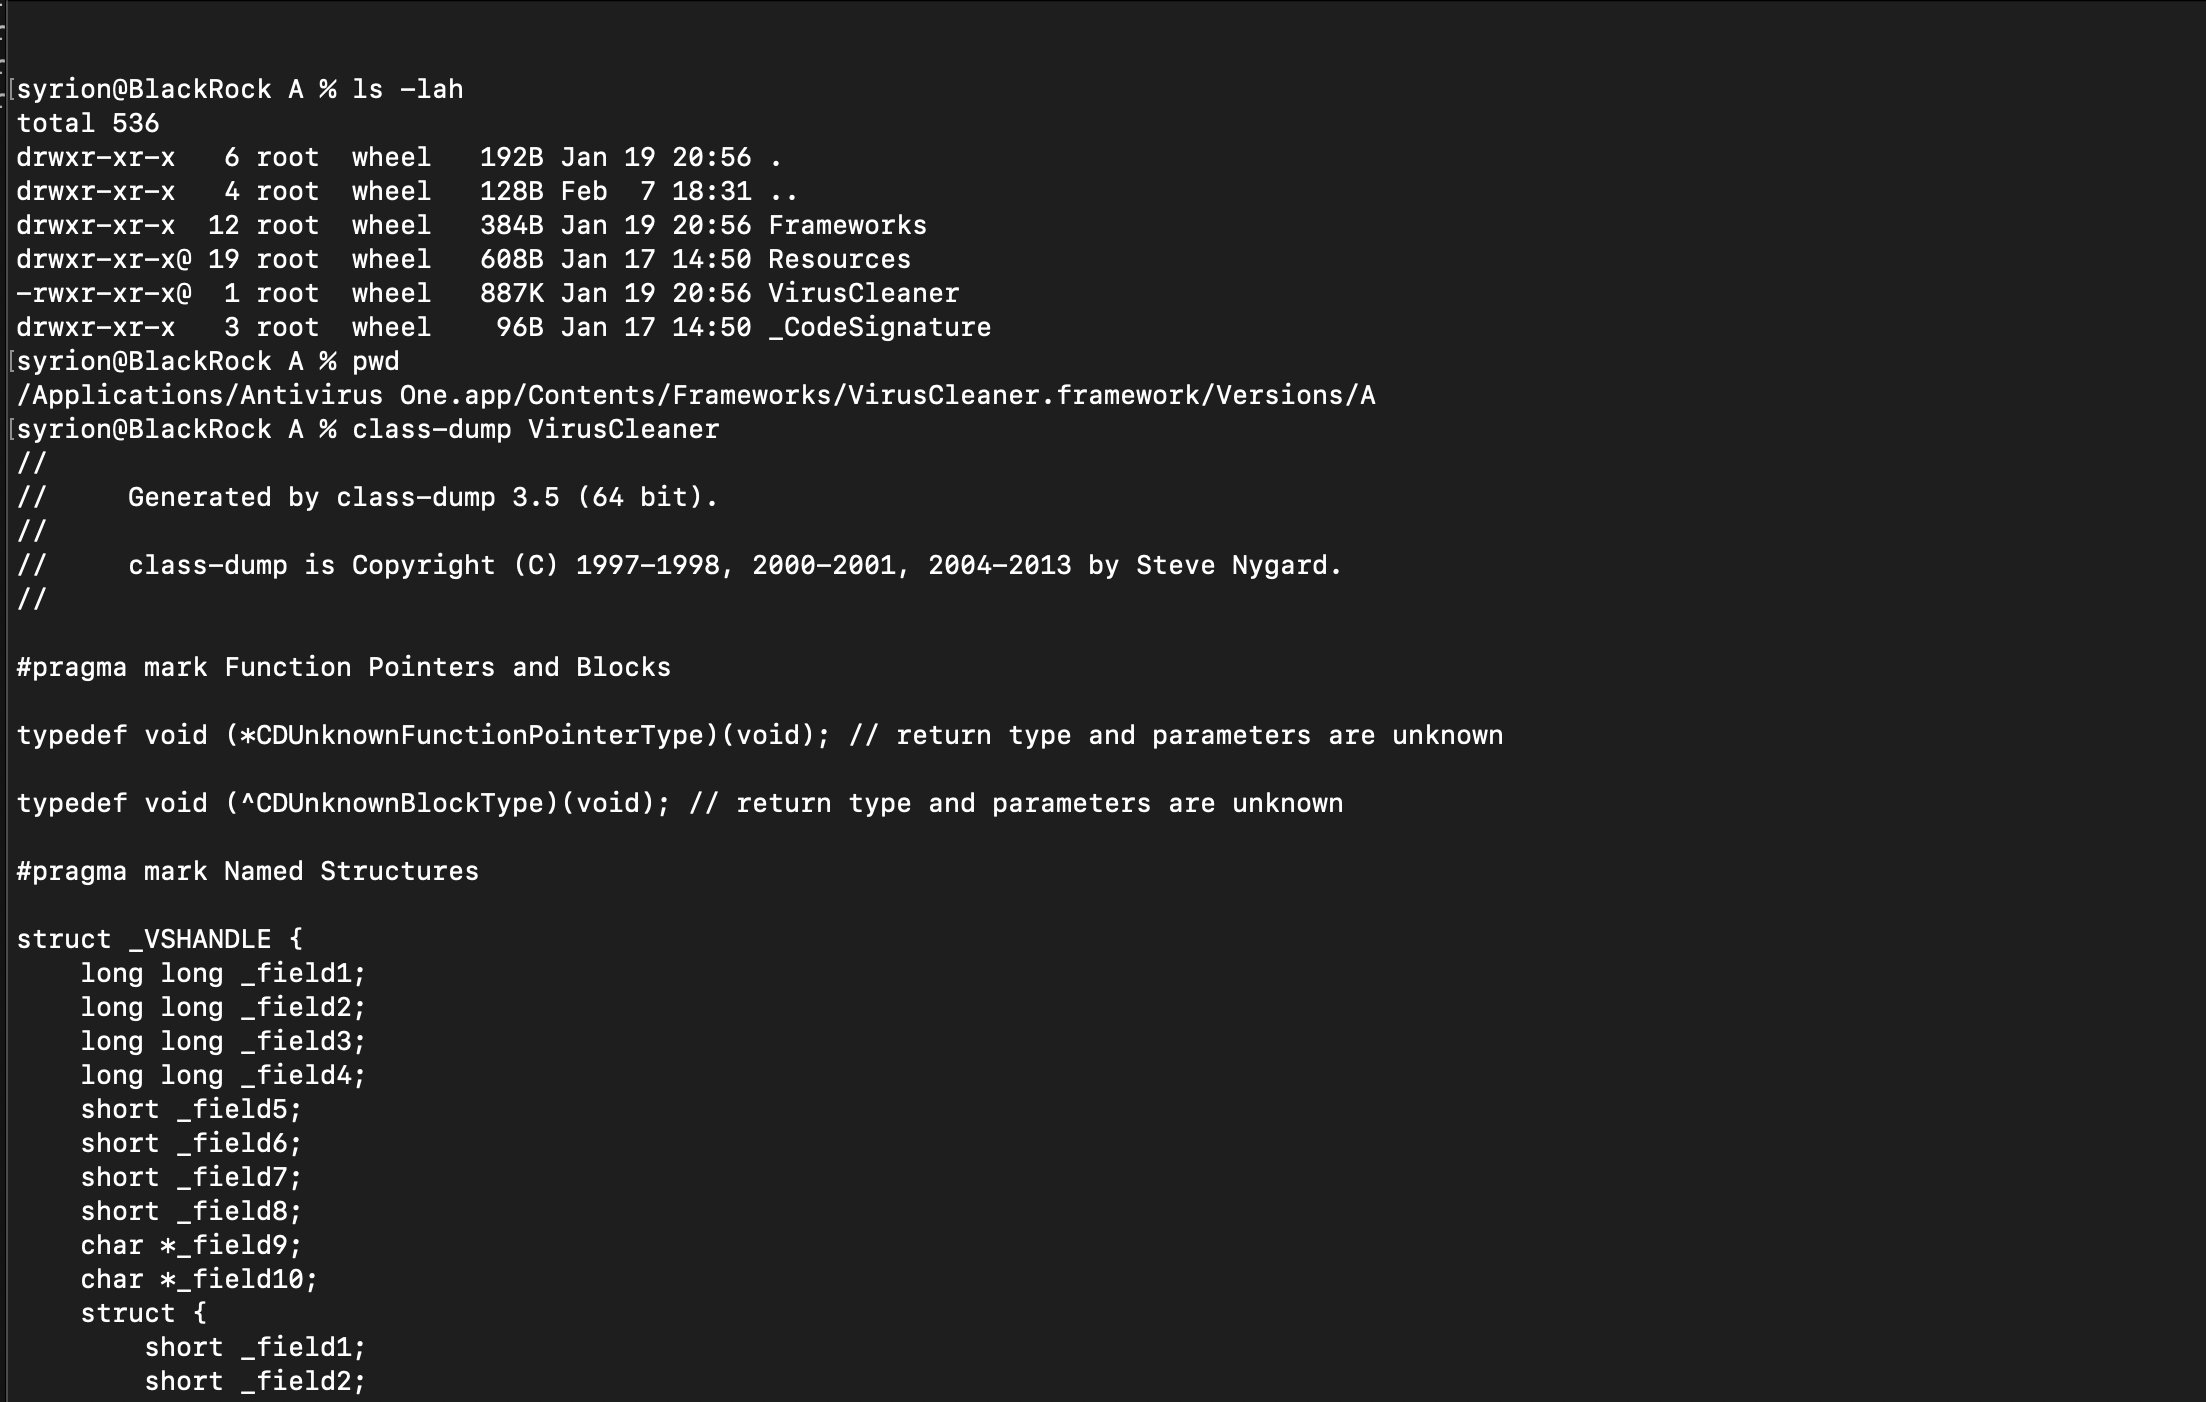 [syrion@BlackRock A % ls -lah
total 536
drwxr-xr-x   6 root  wheel   192B Jan 19 20:56 .
drwxr-xr-x   4 root  wheel   128B Feb  7 18:31 ..
drwxr-xr-x  12 root  wheel   384B Jan 19 20:56 Frameworks
drwxr-xr-x@ 19 root  wheel   608B Jan 17 14:50 Resources
-rwxr-xr-x@  1 root  wheel   887K Jan 19 20:56 VirusCleaner
drwxr-xr-x   3 root  wheel    96B Jan 17 14:50 _CodeSignature
[syrion@BlackRock A % pwd
/Applications/Antivirus One.app/Contents/Frameworks/VirusCleaner.framework/Versions/A
[syrion@BlackRock A % class-dump VirusCleaner
//
//     Generated by class-dump 3.5 (64 bit).
//
//     class-dump is Copyright (C) 1997-1998, 2000-2001, 2004-2013 by Steve Nygard.
//
#pragma mark Function Pointers and Blocks
typedef void (*CDUnknownFunctionPointerType)(void); // return type and parameters are unknown
typedef void (^CDUnknownBlockType)(void); // return type and parameters are unknown
#pragma mark Named Structures
struct _VSHANDLE {
    long long _field1;
    long long _field2;
    long long _field3;
    long long _field4;
    short _field5;
    short _field6;
    short _field7;
    short _field8;
    char *_field9;
    char *_field10;
    struct {
        short _field1;
        short _field2;